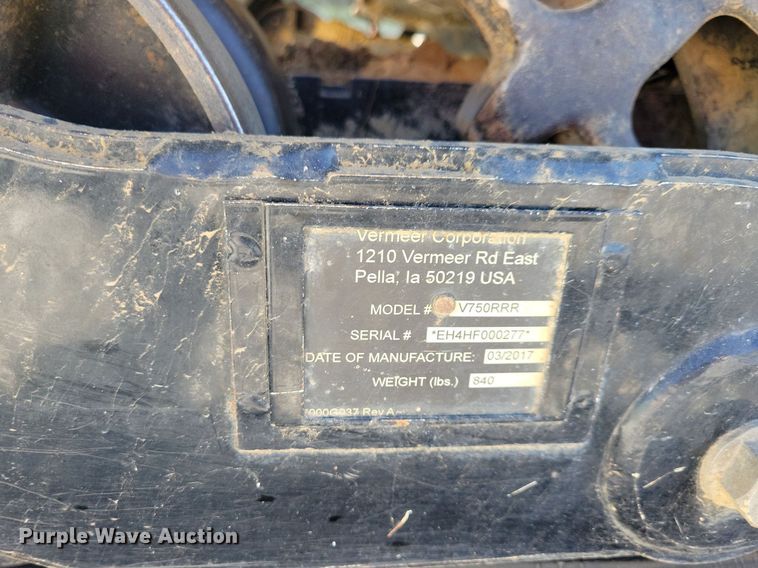 Vermeer Corporation
1210 Vermeer Rd East
Pella, Ia 50219 USA
MODEL # V750RRR
SERIAL # *EH4HF000277*
DATE OF MANUFACTURE: 03/2017
WEIGHT (lbs.) 840
Rev A
Purple Wave Auction®